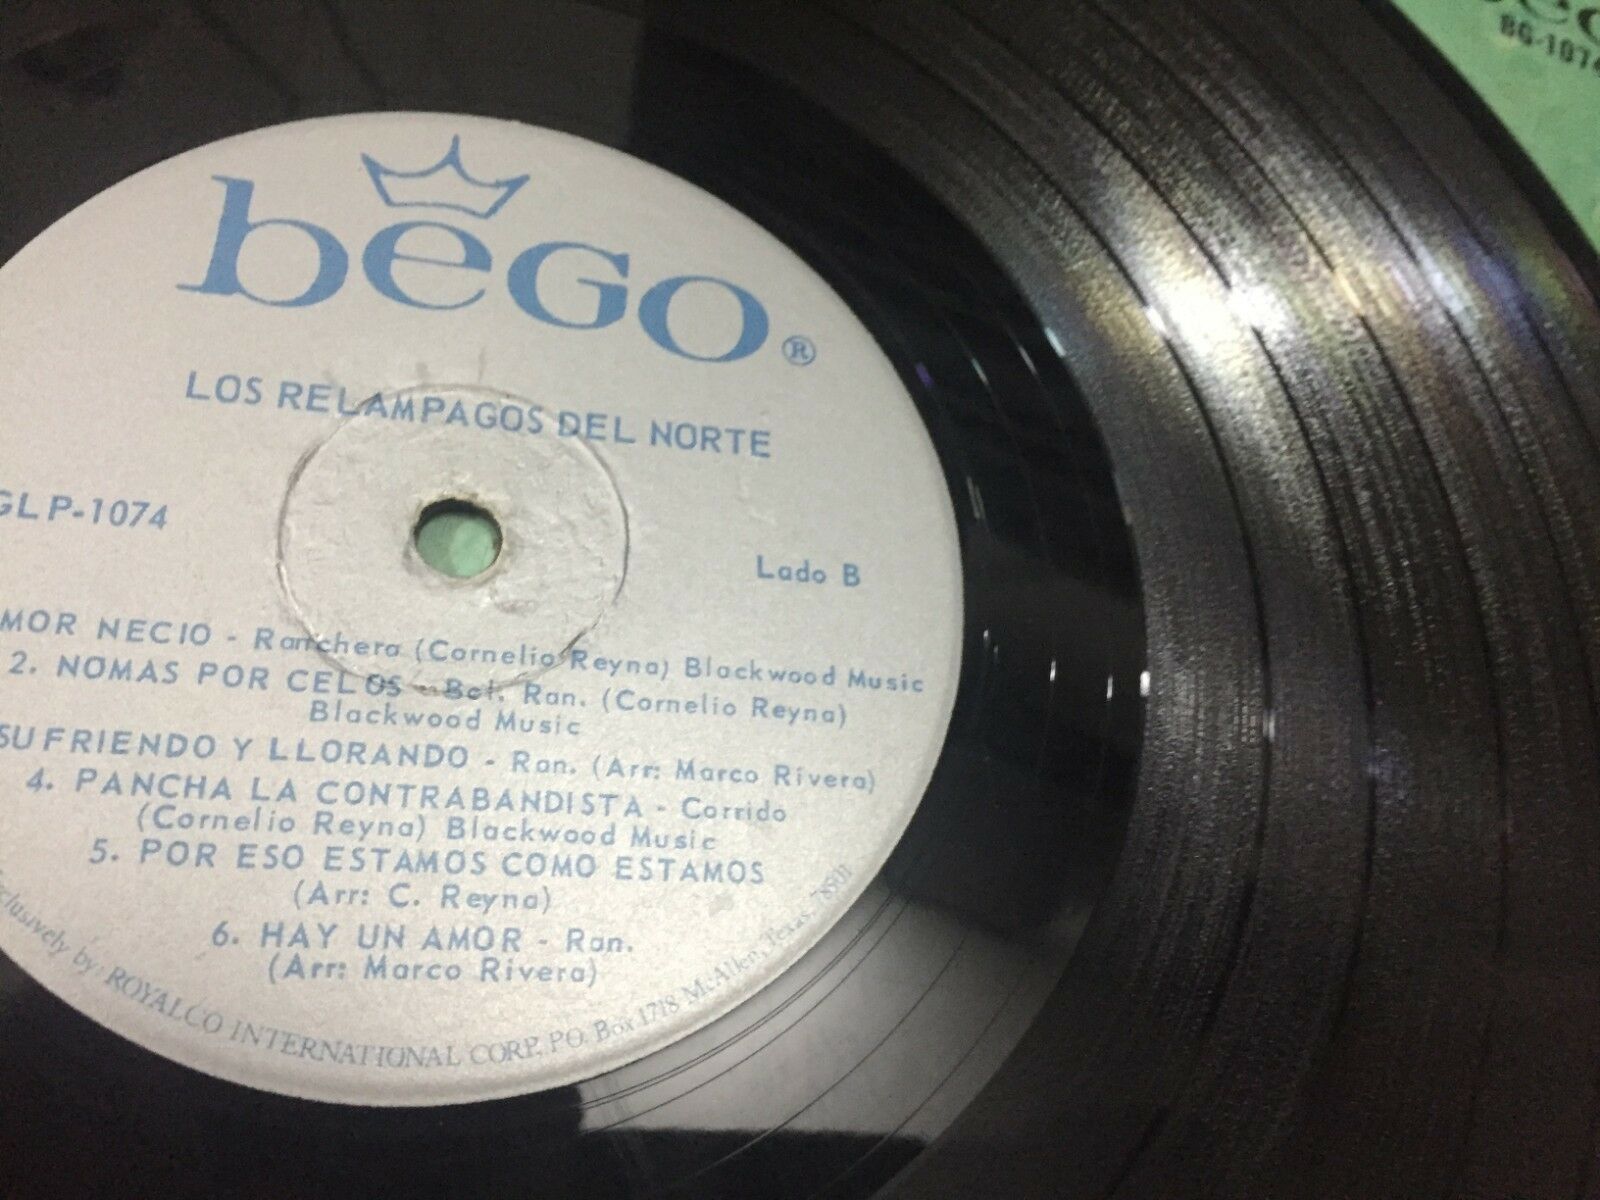 bego®
LOS RELAMPAGOS DEL NORTE
GLP-1074
Lado B
MOR NECIO - Ranchera (Cornelio Reyna) Blackwood Music
2. NOMAS POR CELOS - Bol. Ran. (Cornelio Reyna)
Blackwood Music
SUFRIENDO Y LLORANDO - Ran. (Arr: Marco Rivera)
4. PANCHA LA CONTRABANDISTA - Corrido
(Cornelio Reyna) Blackwood Music
5. POR ESO ESTAMOS COMO ESTAMOS
(Arr: C. Reyna)
6. HAY UN AMOR - Ran.
(Arr: Marco Rivera)
clusively by: ROYALCO INTERNATIONAL CORP, P.O. Box 1718 McAllen, Texas, 78501
BG-1074